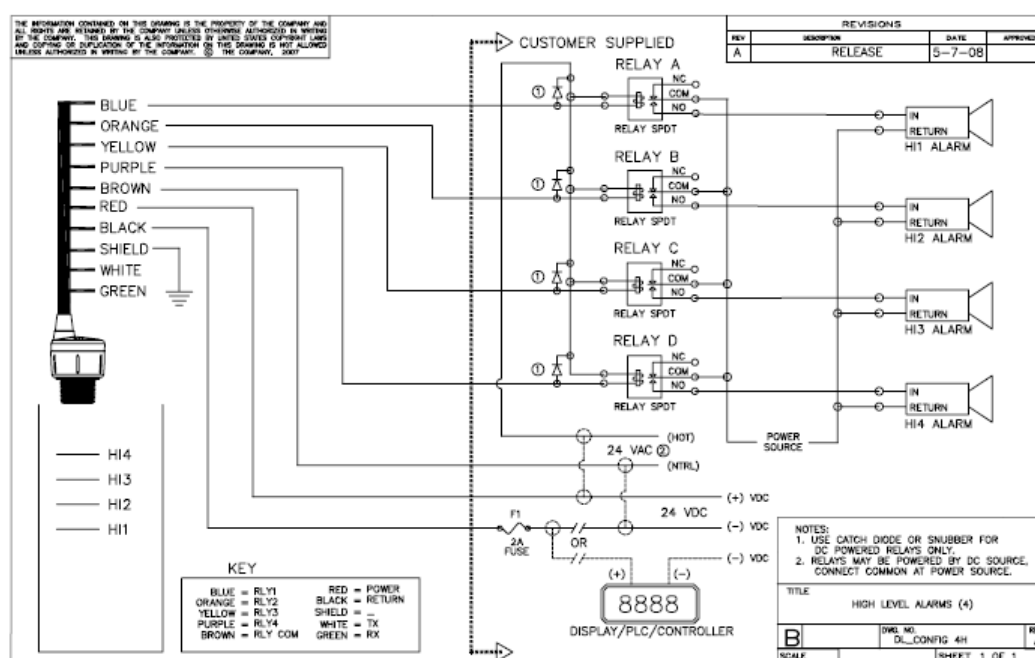 THE INFORMATION CONTAINED ON THIS DRAWING IS THE PROPERTY OF THE COMPANY AND
ALL RIGHTS ARE RETAINED BY THE COMPANY UNLESS OTHERWISE AUTHORIZED IN WRITING
BY THE COMPANY. THIS DRAWING IS ALSO PROTECTED BY UNITED STATES COPYRIGHT LAWS
AND COPYING OR DUPLICATION OF THE INFORMATION ON THIS DRAWING IS NOT ALLOWED
UNLESS AUTHORIZED IN WRITING BY THE COMPANY. © THE COMPANY, 2007
REVISIONS
REV DESCRIPTION DATE APPROVED
A RELEASE 5-7-08
CUSTOMER SUPPLIED
BLUE
ORANGE
YELLOW
PURPLE
BROWN
RED
BLACK
SHIELD
WHITE
GREEN
RELAY A
1
NC
COM
NO
RELAY SPDT
IN
RETURN
HI1 ALARM
RELAY B
1
NC
COM
NO
RELAY SPDT
IN
RETURN
HI2 ALARM
RELAY C
1
NC
COM
NO
RELAY SPDT
IN
RETURN
HI3 ALARM
RELAY D
1
NC
COM
NO
RELAY SPDT
IN
RETURN
HI4 ALARM
POWER
SOURCE
(HOT)
24 VAC 2
(NTRL)
(+) VDC
24 VDC
(-) VDC
(-) VDC
F1
2A
FUSE
OR
(+) (-)
8888
DISPLAY/PLC/CONTROLLER
HI4
HI3
HI2
HI1
KEY
BLUE = RLY1 RED = POWER
ORANGE = RLY2 BLACK = RETURN
YELLOW = RLY3 SHIELD = _
PURPLE = RLY4 WHITE = TX
BROWN = RLY COM GREEN = RX
NOTES:
1. USE CATCH DIODE OR SNUBBER FOR
DC POWERED RELAYS ONLY.
2. RELAYS MAY BE POWERED BY DC SOURCE,
CONNECT COMMON AT POWER SOURCE.
TITLE
HIGH LEVEL ALARMS (4)
B
DWG. NO.
DL_CONFIG 4H
SCALE
SHEET 1 OF 1